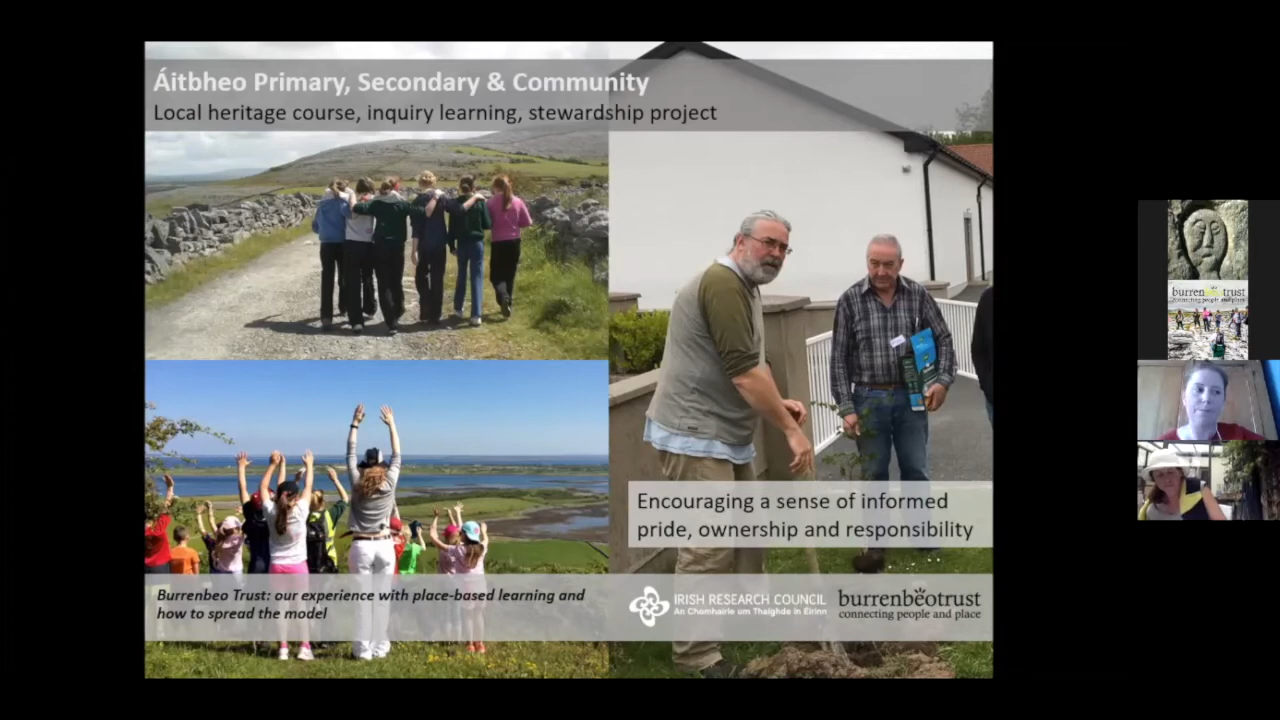 Áitbheo Primary, Secondary & Community
Local heritage course, inquiry learning, stewardship project
Encouraging a sense of informed
pride, ownership and responsibility
Burrenbeo Trust: our experience with place-based learning and
how to spread the model
IRISH RESEARCH COUNCIL
An Chomhairle um Thaighde in Éirinn
burrenbeotrust
connecting people and place
burrenbeotrust
connecting people and place